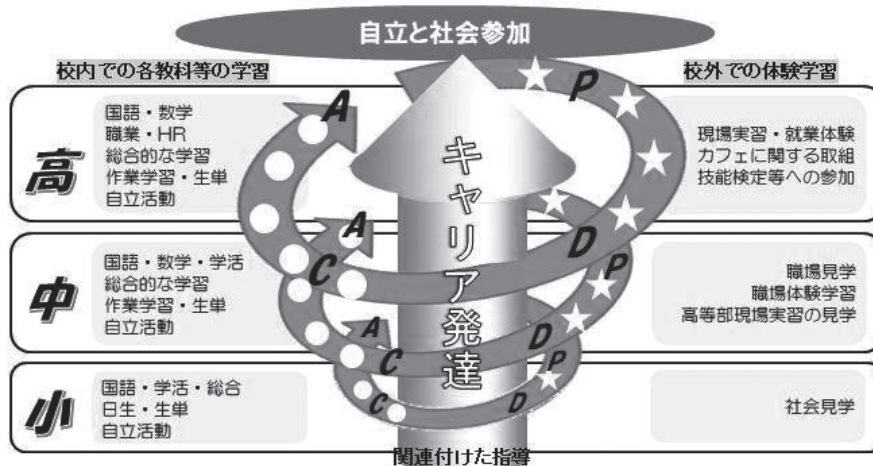 自立と社会参加
校内での各教科等の学習
校外での体験学習
高
国語・数学
職業・HR
総合的な学習
作業学習・生単
自立活動
現場実習・就業体験
カフェに関する取組
技能検定等への参加
中
国語・数学・学活
総合的な学習
作業学習・生単
自立活動
職場見学
職場体験学習
高等部現場実習の見学
小
国語・学活・総合
日生・生単
自立活動
社会見学
キャリア発達
A
P
C
D
A
P
C
D
A
P
C
D
関連付けた指導